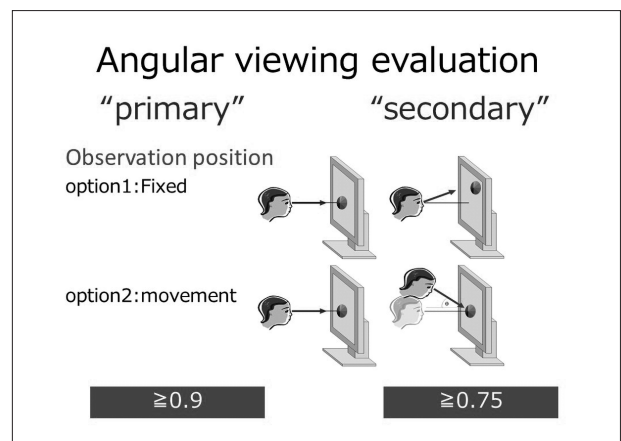 Angular viewing evaluation
“primary” “secondary”
Observation position
option1:Fixed
option2:movement
≧0.9 ≧0.75